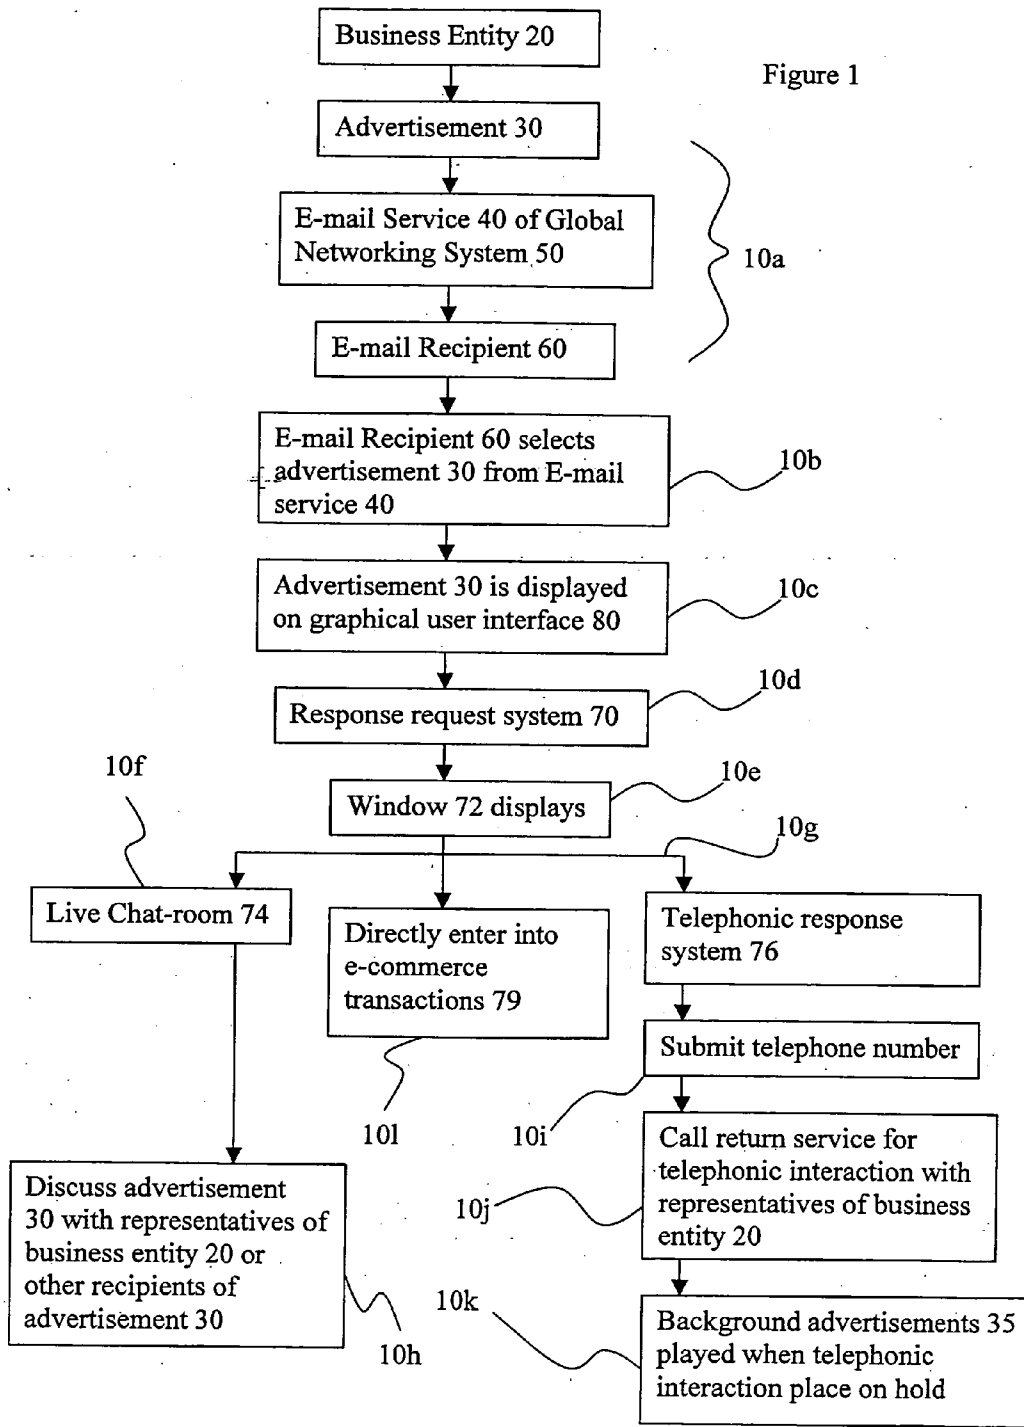 Business Entity 20
Figure 1
Advertisement 30
E-mail Service 40 of Global
Networking System 50
10a
E-mail Recipient 60
E-mail Recipient 60 selects
advertisement 30 from E-mail
service 40
10b
Advertisement 30 is displayed
on graphical user interface 80
10c
10d
Response request system 70
10f
10e
Window 72 displays
10g
Live Chat-room 74
Directly enter into
e-commerce
transactions 79
Telephonic response
system 76
Submit telephone number
10l
10i
Call return service for
telephonic interaction with
representatives of business
entity 20
10j
Discuss advertisement
30 with representatives of
business entity 20 or
other recipients of
advertisement 30
10h
10k
Background advertisements 35
played when telephonic
interaction place on hold